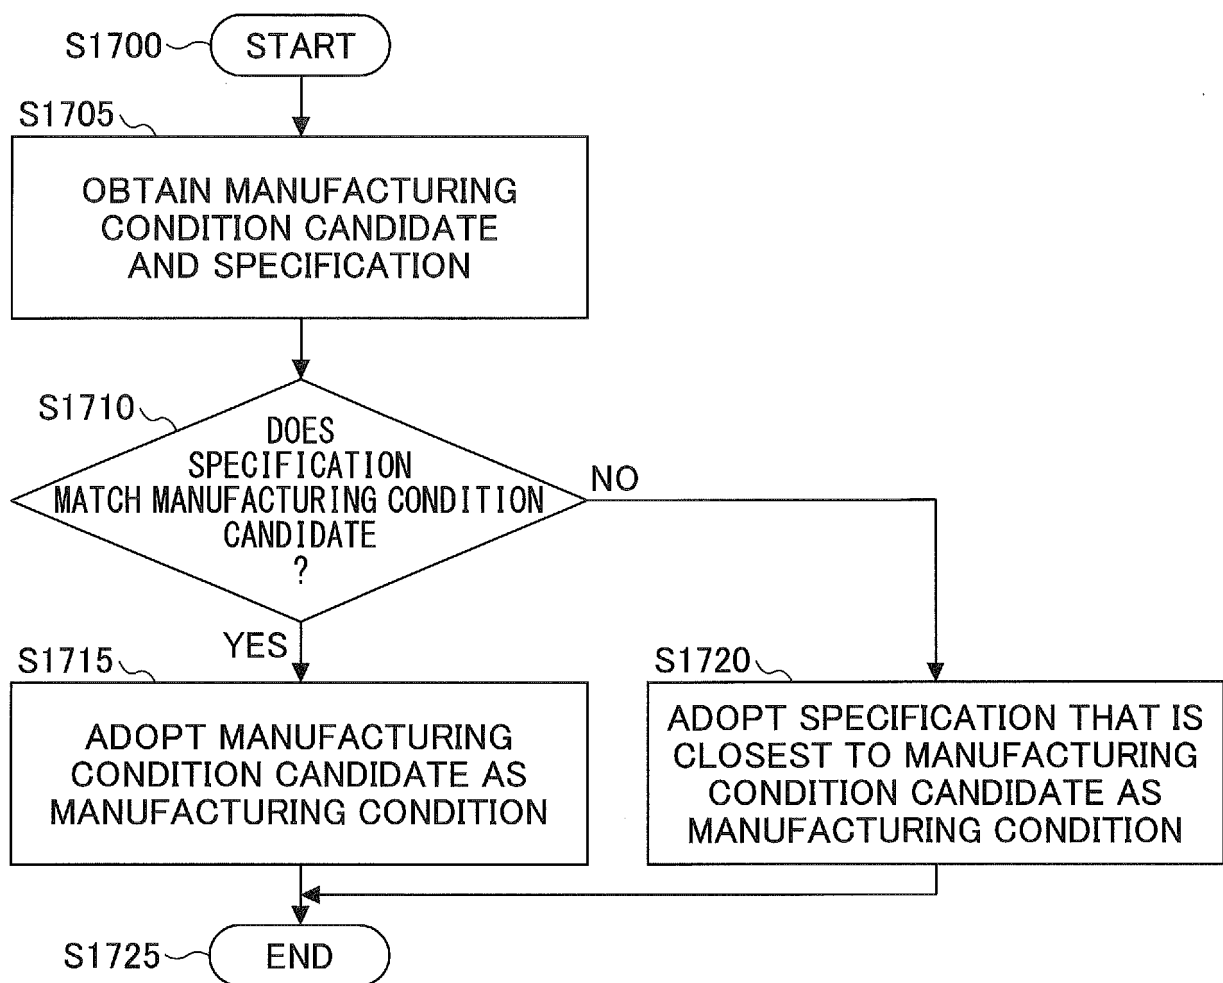 S1700
START
S1705
OBTAIN MANUFACTURING
CONDITION CANDIDATE
AND SPECIFICATION
S1710
DOES
SPECIFICATION
MATCH MANUFACTURING CONDITION
CANDIDATE
?
NO
YES
S1715
ADOPT MANUFACTURING
CONDITION CANDIDATE AS
MANUFACTURING CONDITION
S1720
ADOPT SPECIFICATION THAT IS
CLOSEST TO MANUFACTURING
CONDITION CANDIDATE AS
MANUFACTURING CONDITION
S1725
END